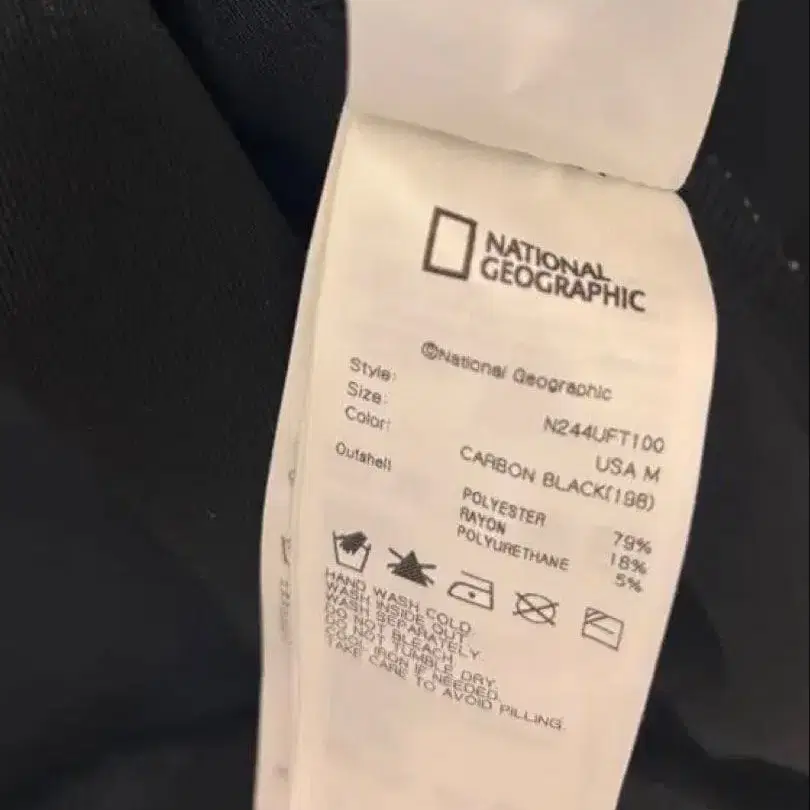 NATIONAL
GEOGRAPHIC
©National Geographic
Style: N244UFT100
Size: USA M
Color: CARBON BLACK(198)
Outshell POLYESTER 79%
RAYON 18%
POLYURETHANE 5%
HAND WASH COLD.
WASH INSIDE OUT.
WASH SEPARATELY.
DO NOT BLEACH.
DO NOT TUMBLE DRY.
COOL IRON IF NEEDED.
TAKE CARE TO AVOID PILLING.